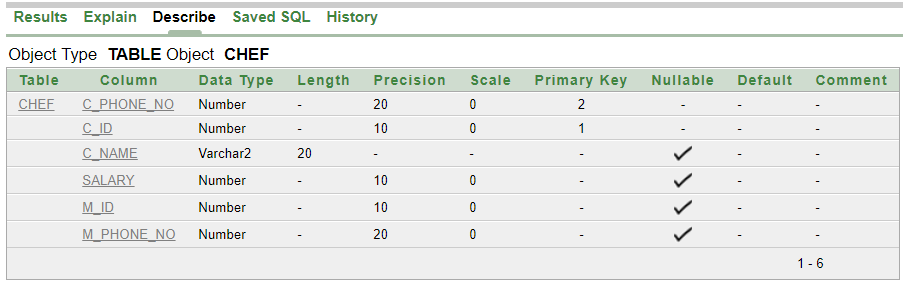 Results Explain Describe Saved SQL History
Object Type TABLE Object CHEF
Table Column Data Type Length Precision Scale Primary Key Nullable Default Comment
CHEF C_PHONE_NO Number - 20 0 2 - - -
C_ID Number - 10 0 1 - - -
C_NAME Varchar2 20 - - - ✓ - -
SALARY Number - 10 0 - ✓ - -
M_ID Number - 10 0 - ✓ - -
M_PHONE_NO Number - 20 0 - ✓ - -
1 - 6